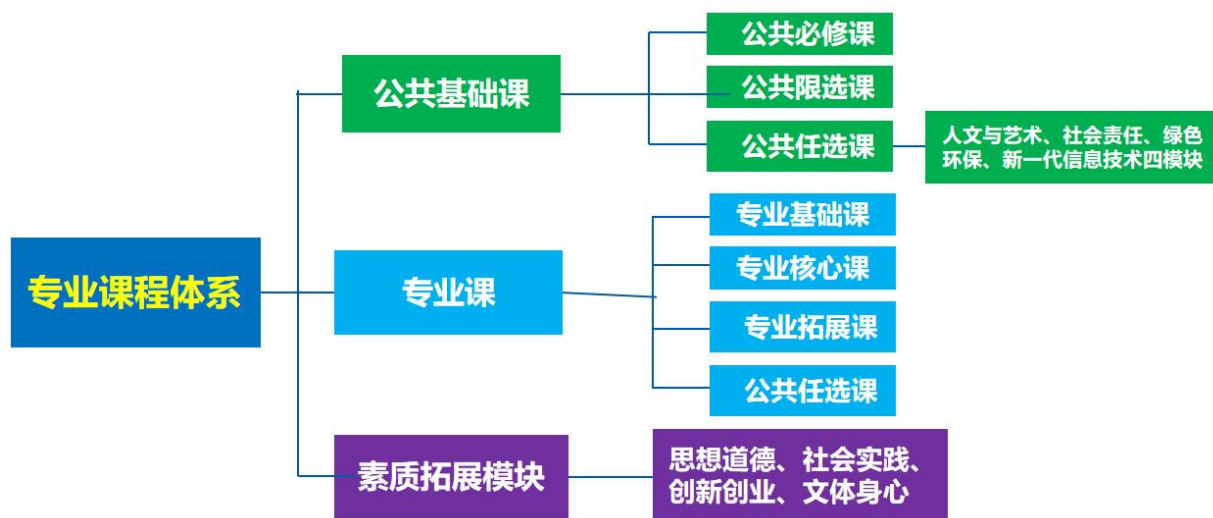 公共必修课
公共基础课
公共限选课
公共任选课
人文与艺术、社会责任、绿色
环保、新一代信息技术四模块
专业课程体系
专业课
专业基础课
专业核心课
专业拓展课
公共任选课
素质拓展模块
思想道德、社会实践、
创新创业、文体身心